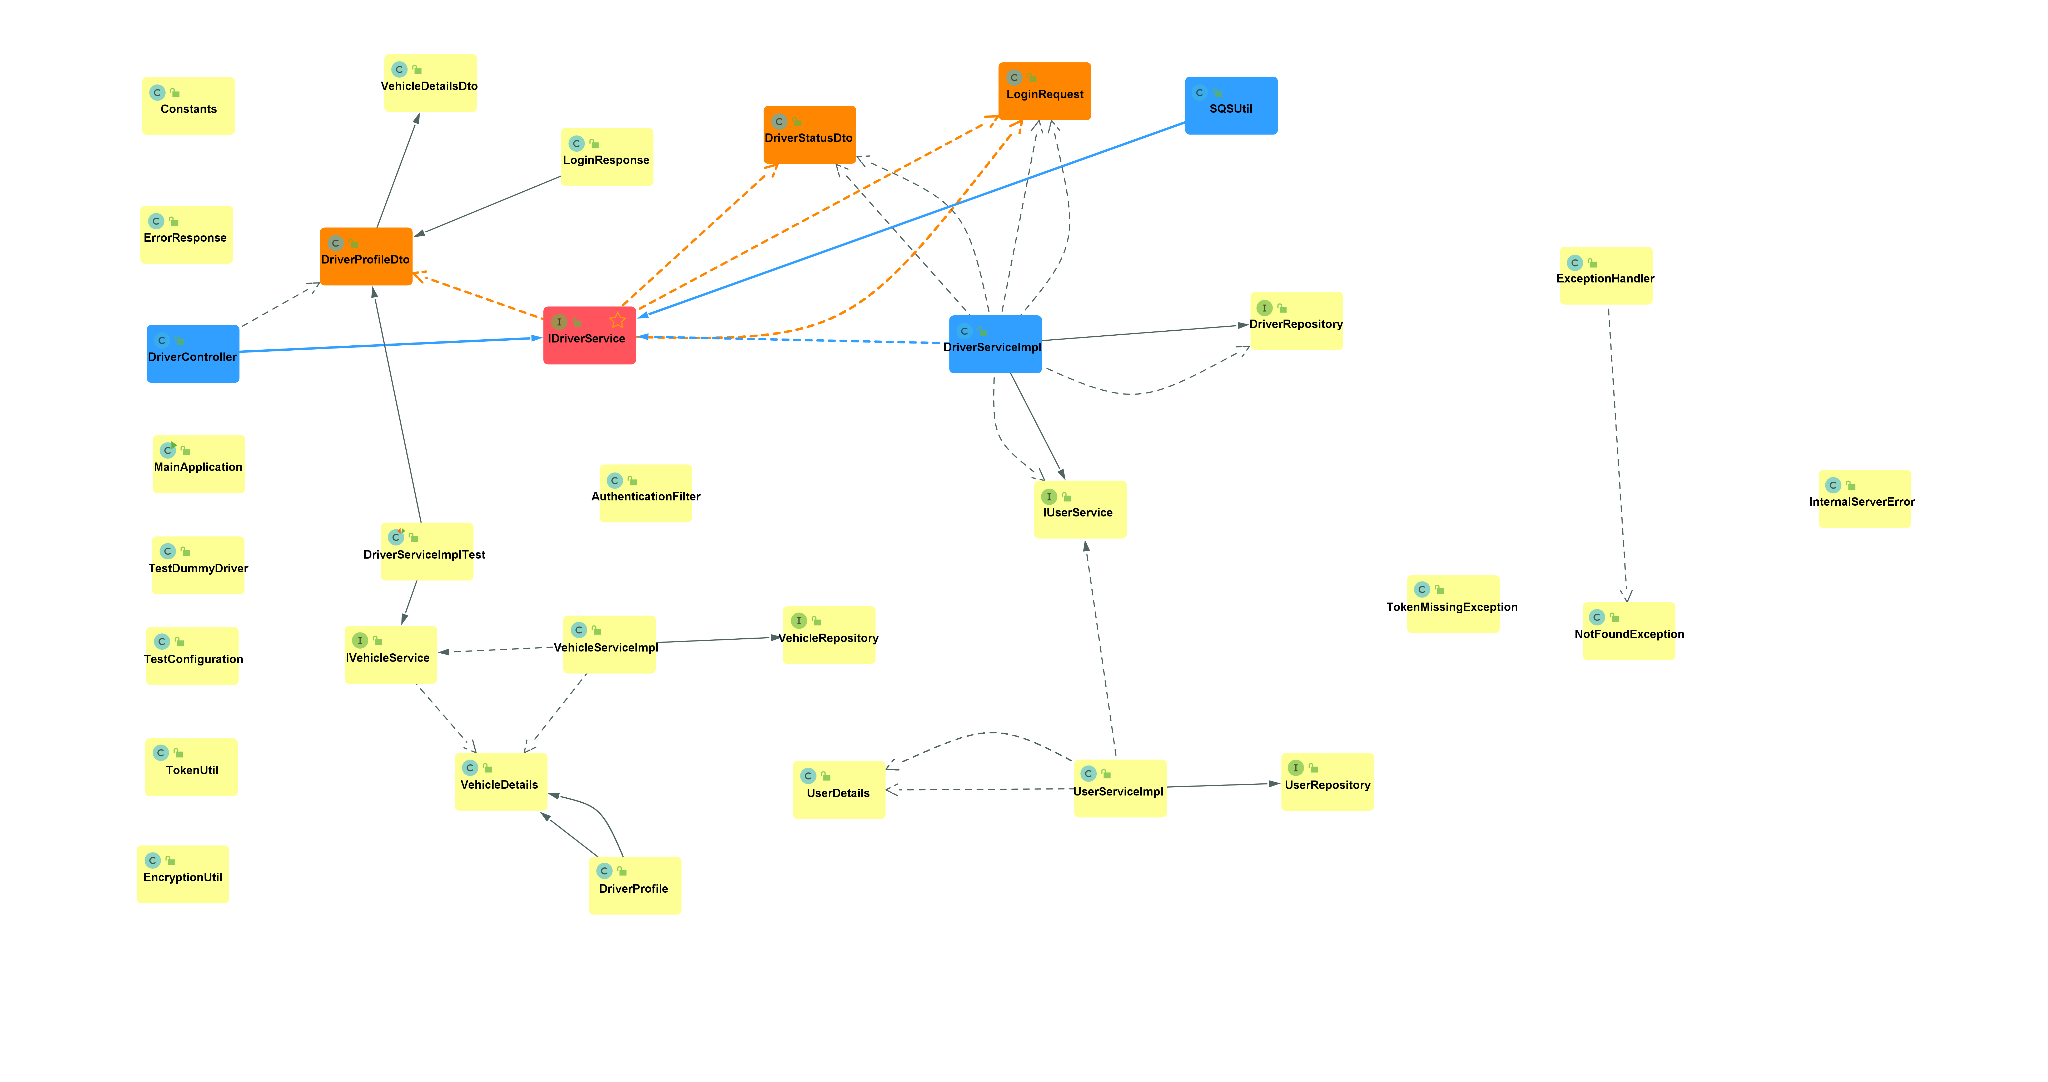 VehicleDetailsDto
Constants
LoginRequest
SQSUtil
DriverStatusDto
LoginResponse
ErrorResponse
DriverProfileDto
ExceptionHandler
DriverController
I
IDriverService
DriverServiceImpl
I
DriverRepository
MainApplication
AuthenticationFilter
I
IUserService
InternalServerError
DriverServiceImplTest
TestDummyDriver
TokenMissingException
TestConfiguration
I
IVehicleService
VehicleServiceImpl
I
VehicleRepository
NotFoundException
TokenUtil
VehicleDetails
UserDetails
UserServiceImpl
I
UserRepository
EncryptionUtil
DriverProfile